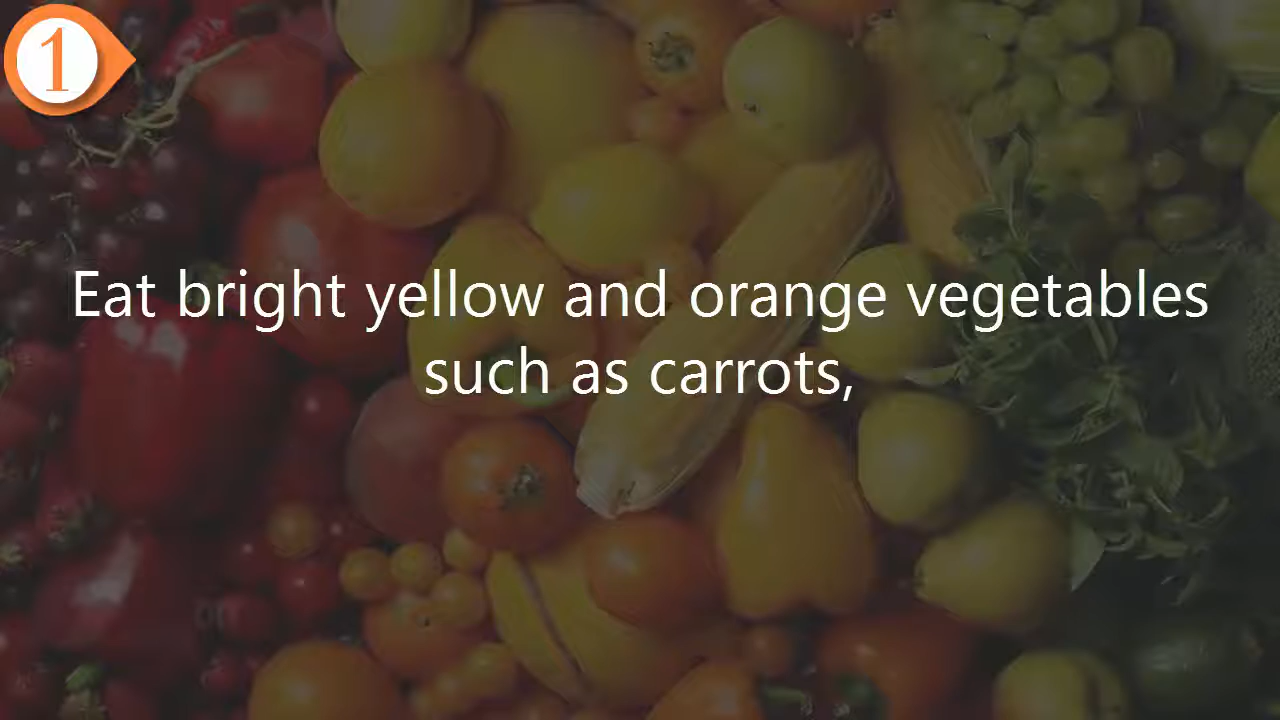 1
Eat bright yellow and orange vegetables
such as carrots,